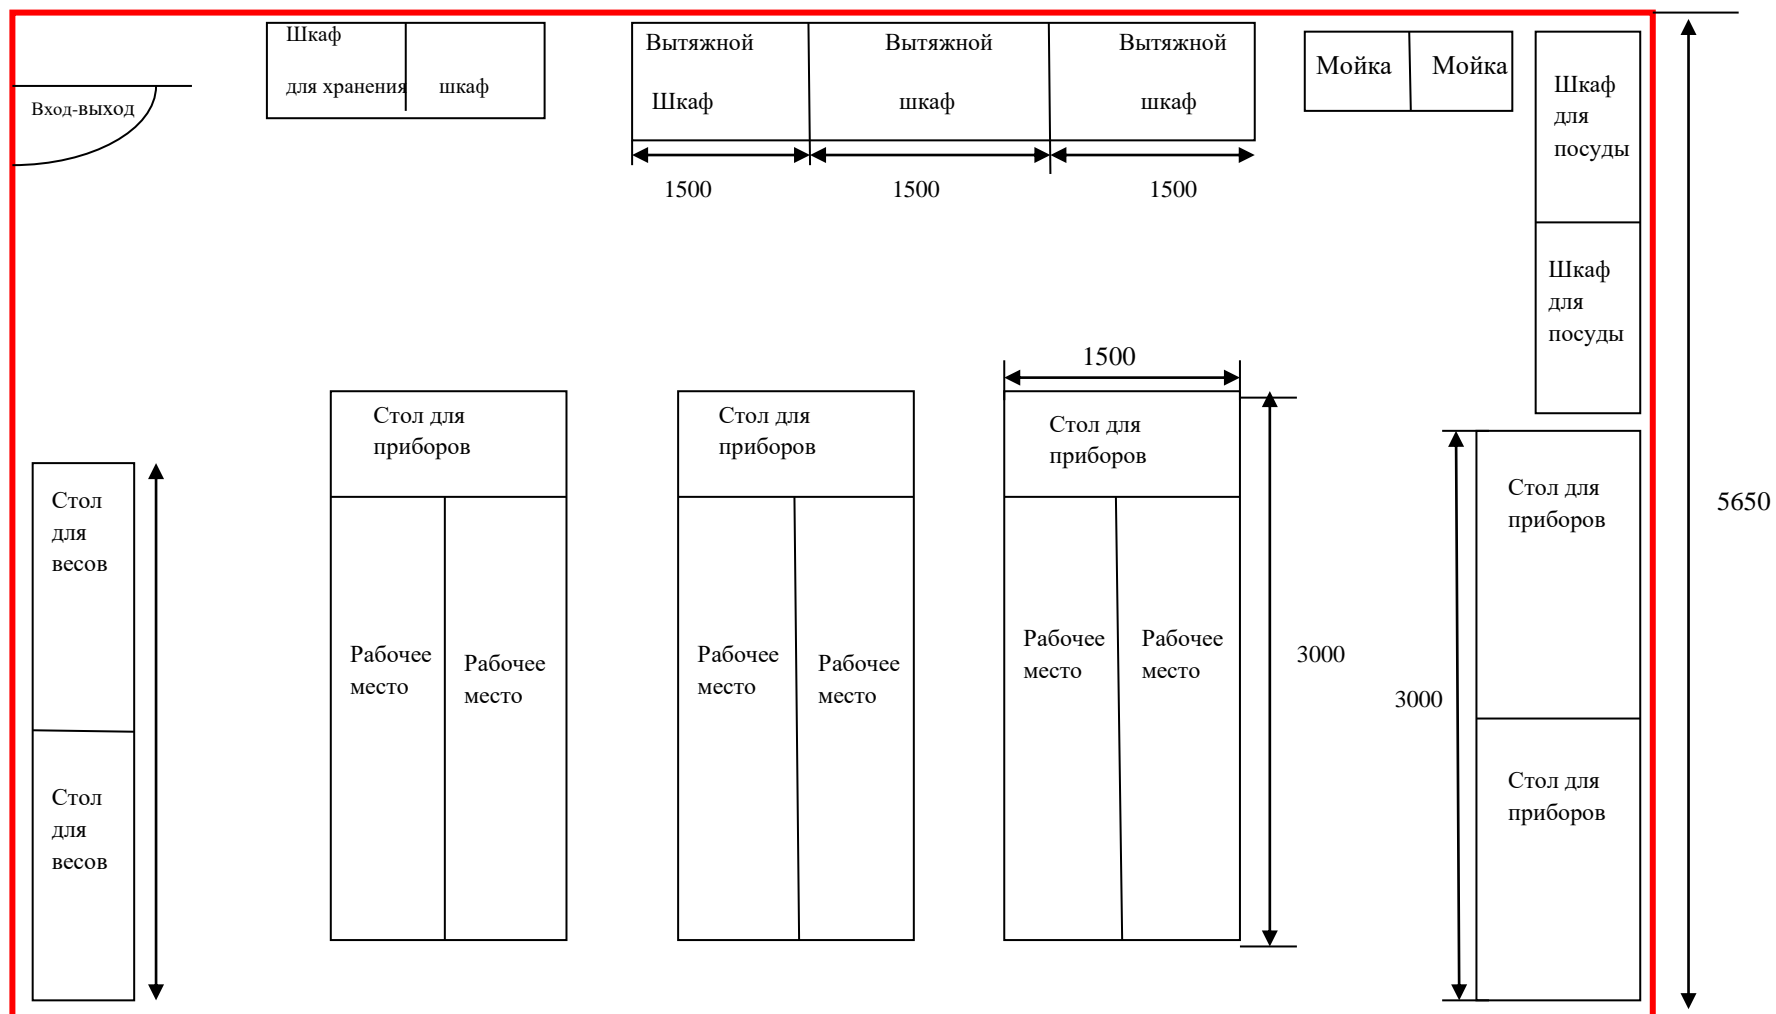 Шкаф
для хранения
шкаф
Вход-выход
Вытяжной
Шкаф
Вытяжной
шкаф
Вытяжной
шкаф
1500
1500
1500
Мойка
Мойка
Шкаф
для
посуды
Шкаф
для
посуды
1500
Стол для
приборов
Стол для
приборов
Стол для
приборов
Стол
для
весов
Стол
для
весов
Рабочее
место
Рабочее
место
Рабочее
место
Рабочее
место
Рабочее
место
Рабочее
место
3000
3000
Стол для
приборов
Стол для
приборов
5650